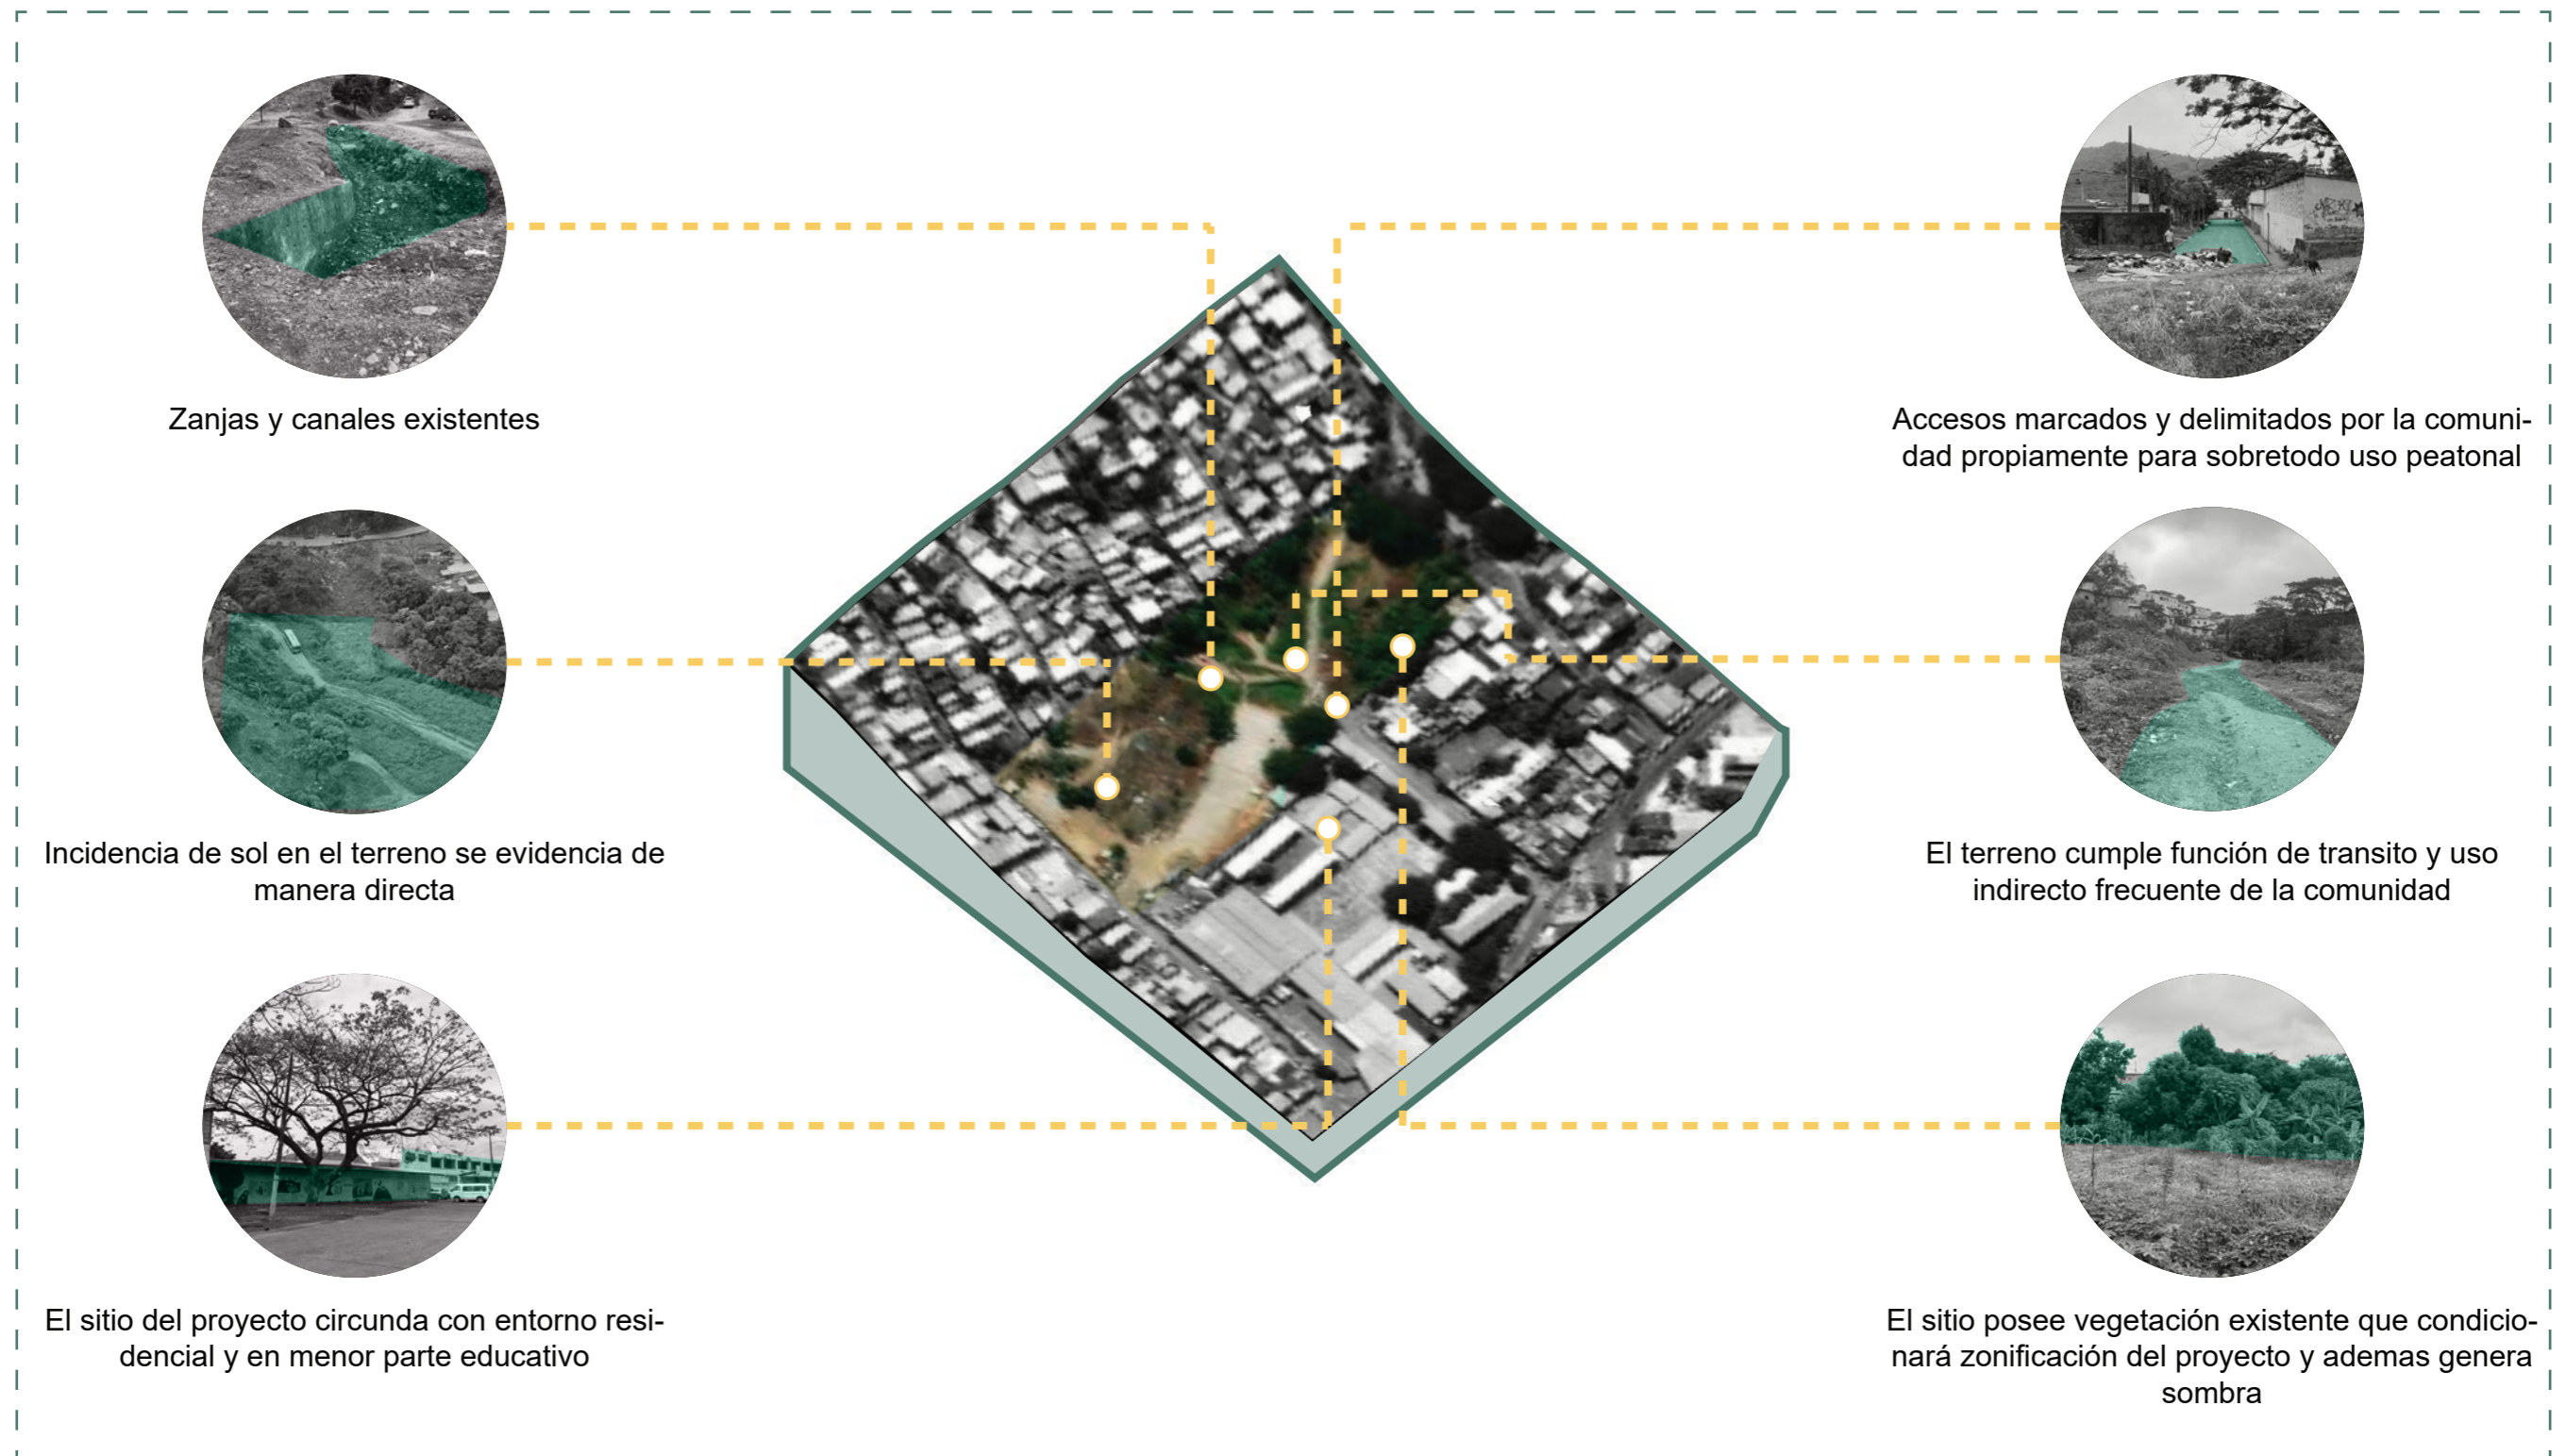 Zanjas y canales existentes
Accesos marcados y delimitados por la comuni-
dad propiamente para sobretodo uso peatonal
Incidencia de sol en el terreno se evidencia de
manera directa
El terreno cumple función de transito y uso
indirecto frecuente de la comunidad
El sitio del proyecto circunda con entorno resi-
dencial y en menor parte educativo
El sitio posee vegetación existente que condicio-
nará zonificación del proyecto y ademas genera
sombra